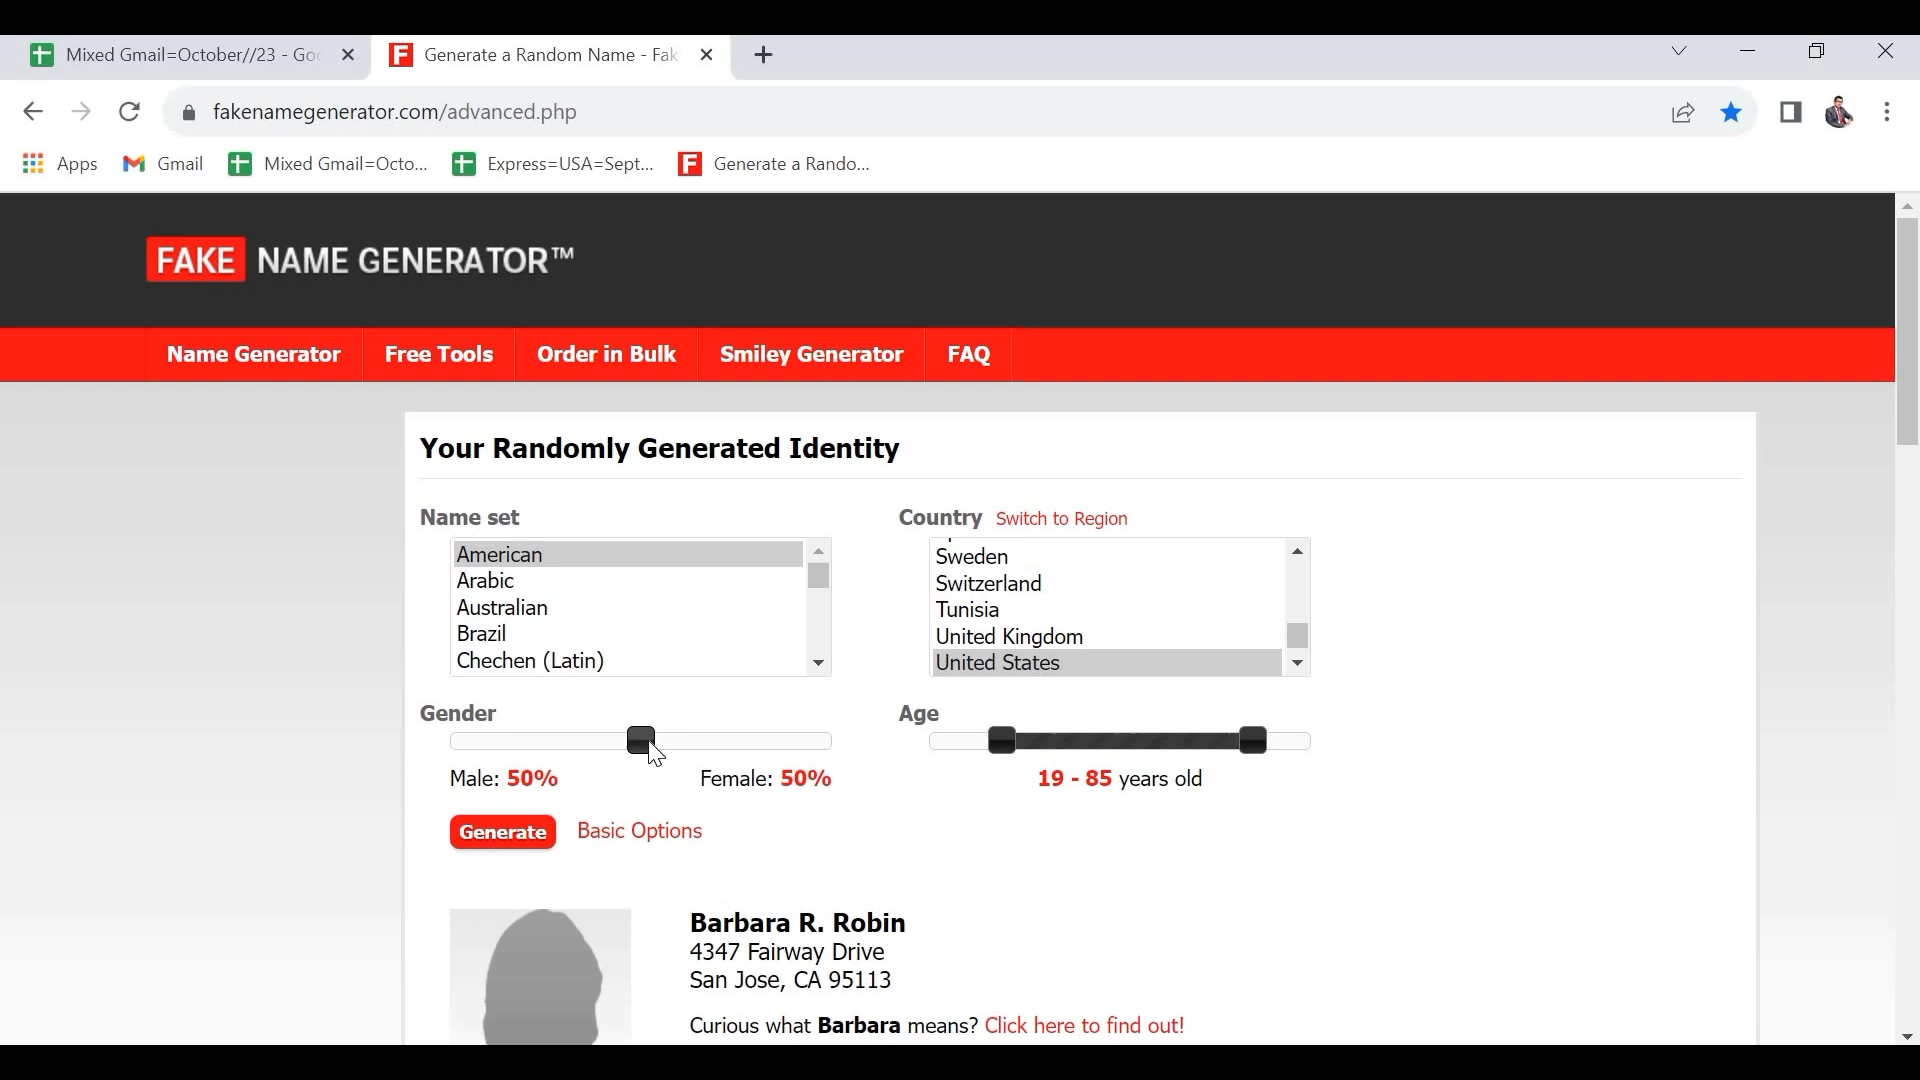 Mixed Gmail=October//23 - Goo
Generate a Random Name - Fak
fakenamegenerator.com/advanced.php
Apps
Gmail
Mixed Gmail=Octo...
Express=USA=Sept...
Generate a Rando...
FAKE NAME GENERATOR™
Name Generator
Free Tools
Order in Bulk
Smiley Generator
FAQ
Your Randomly Generated Identity
Name set
Country Switch to Region
American
Arabic
Australian
Brazil
Chechen (Latin)
Sweden
Switzerland
Tunisia
United Kingdom
United States
Gender
Age
Male: 50%
Female: 50%
19 - 85 years old
Generate
Basic Options
Barbara R. Robin
4347 Fairway Drive
San Jose, CA 95113
Curious what Barbara means? Click here to find out!